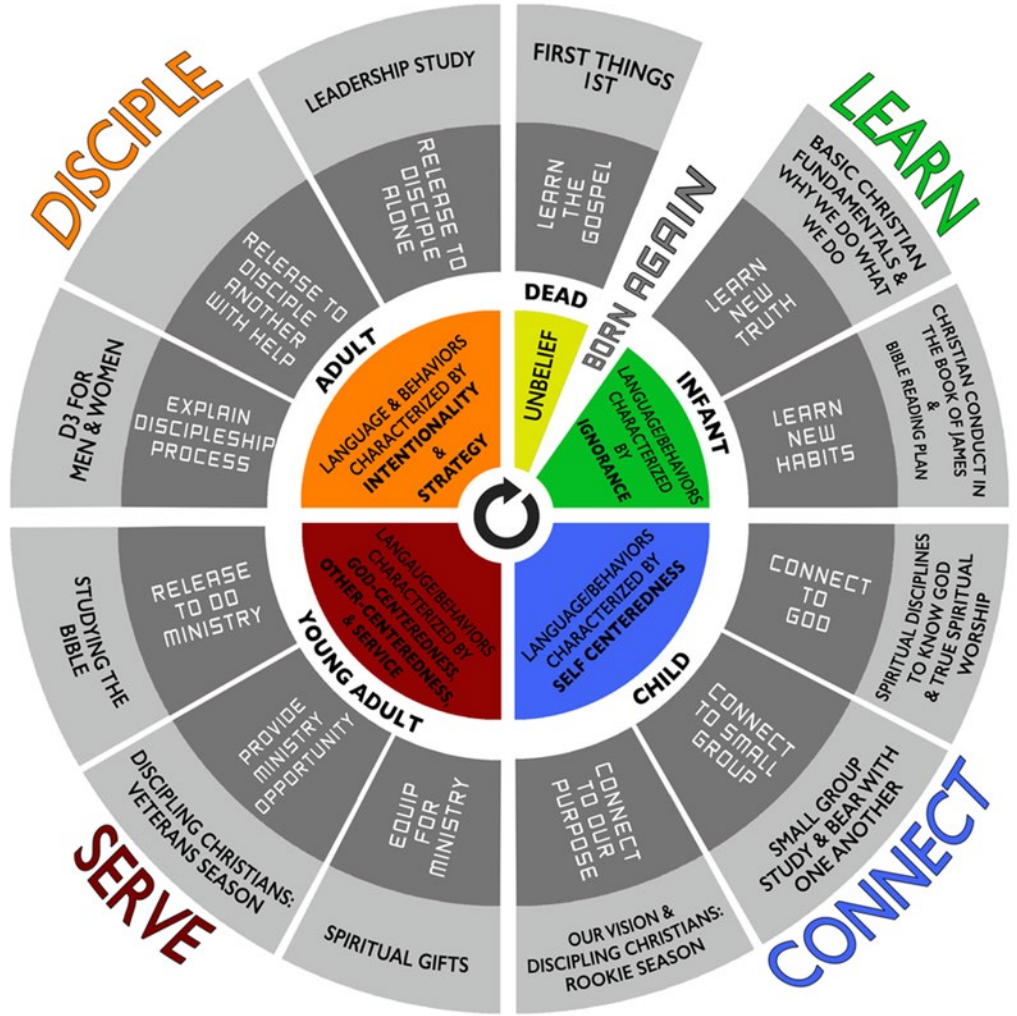 DISCIPLE
LEARN
CONNECT
SERVE
FIRST THINGS
1ST
LEARN
THE
GOSPEL
DEAD
UNBELIEF
BORN AGAIN
BASIC CHRISTIAN
FUNDAMENTALS &
WHY WE DO WHAT
WE DO
LEARN
NEW
TRUTH
CHRISTIAN CONDUCT IN
THE BOOK OF JAMES
&
BIBLE READING PLAN
LEARN
NEW
HABITS
INFANT
LANGUAGE/BEHAVIORS
CHARACTERIZED
BY
IGNORANCE
SPIRITUAL DISCIPLINES
TO KNOW GOD
& TRUE SPIRITUAL
WORSHIP
CONNECT
TO
GOD
SMALL GROUP
STUDY & BEAR WITH
ONE ANOTHER
CONNECT
TO SMALL
GROUP
OUR VISION &
DISCIPLING CHRISTIANS:
ROOKIE SEASON
CONNECT
TO OUR
PURPOSE
CHILD
LANGUAGE/BEHAVIORS
CHARACTERIZED BY
SELF CENTEREDNESS
SPIRITUAL GIFTS
EQUIP
FOR
MINISTRY
DISCIPLING CHRISTIANS:
VETERANS SEASON
PROVIDE
MINISTRY
OPPORTUNITY
STUDYING THE
BIBLE
RELEASE
TO DO
MINISTRY
YOUNG ADULT
LANGAUGE/BEHAVIORS
CHARACTERIZED BY
GOD-CENTEREDNESS,
OTHER-CENTEREDNESS,
& SERVICE
D3 FOR
MEN & WOMEN
EXPLAIN
DISCIPLESHIP
PROCESS
RELEASE TO
DISCIPLE
ANOTHER
WITH HELP
LEADERSHIP STUDY
RELEASE TO
DISCIPLE
ALONE
ADULT
LANGUAGE & BEHAVIORS
CHARACTERIZED BY
INTENTIONALITY
&
STRATEGY